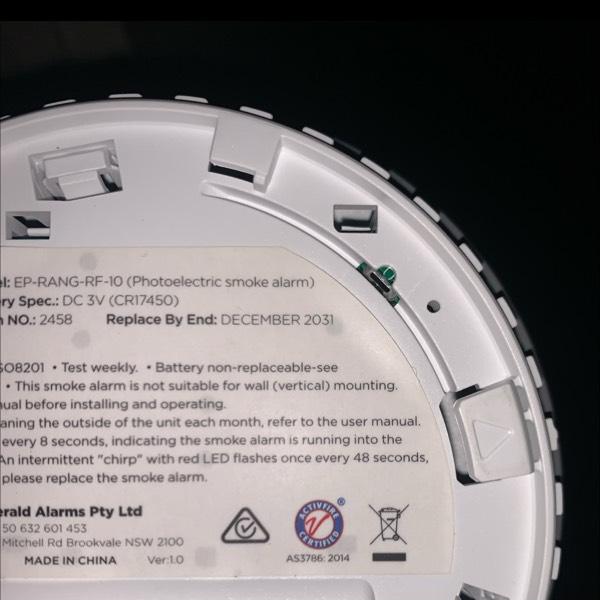 el: EP-RANG-RF-10 (Photoelectric smoke alarm)
ry Spec.: DC 3V (CR17450)
h NO.: 2458 Replace By End: DECEMBER 2031
SO8201 • Test weekly. • Battery non-replaceable-see
• This smoke alarm is not suitable for wall (vertical) mounting.
ual before installing and operating.
aning the outside of the unit each month, refer to the user manual.
every 8 seconds, indicating the smoke alarm is running into the
An intermittent "chirp" with red LED flashes once every 48 seconds,
please replace the smoke alarm.
erald Alarms Pty Ltd
50 632 601 453
Mitchell Rd Brookvale NSW 2100
MADE IN CHINA Ver:1.0
ACTIVFIRE
CERTIFIED
®
AS3786: 2014